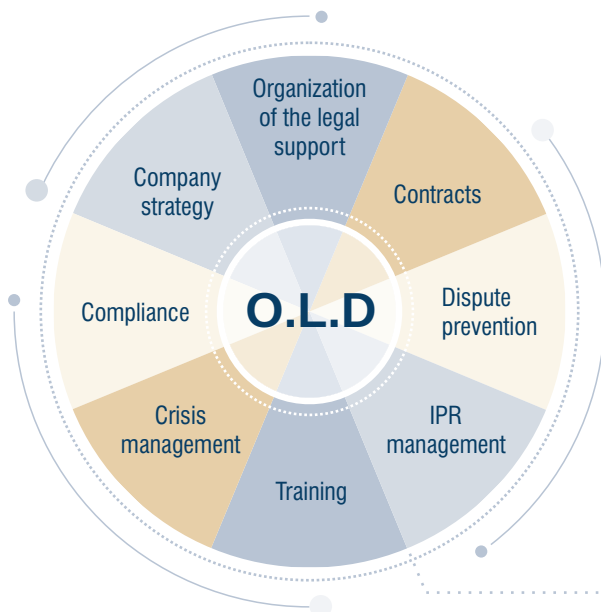 Organization
of the legal
support
Contracts
Dispute
prevention
IPR
management
Training
Crisis
management
Compliance
Company
strategy
O.L.D